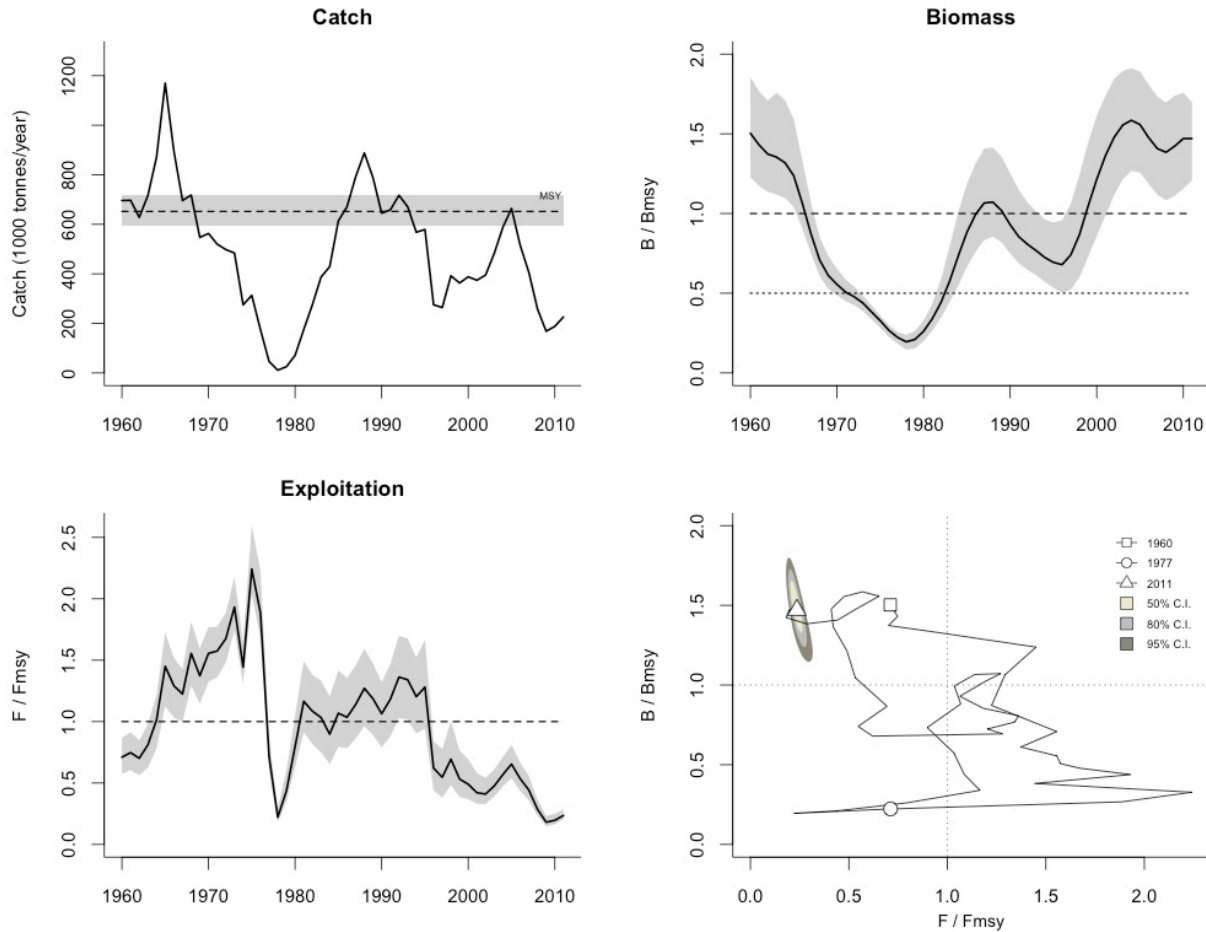 Catch
Catch (1000 tonnes/year)
1200
800
600
400
200
0
MSY
1960 1970 1980 1990 2000 2010
Biomass
B / Bmsy
2.0
1.5
1.0
0.5
0.0
1960 1970 1980 1990 2000 2010
Exploitation
F / Fmsy
2.5
2.0
1.5
1.0
0.5
0.0
1960 1970 1980 1990 2000 2010
B / Bmsy
2.0
1.5
1.0
0.5
0.0
1960
1977
2011
50% C.I.
80% C.I.
95% C.I.
0.0 0.5 1.0 1.5 2.0
F / Fmsy